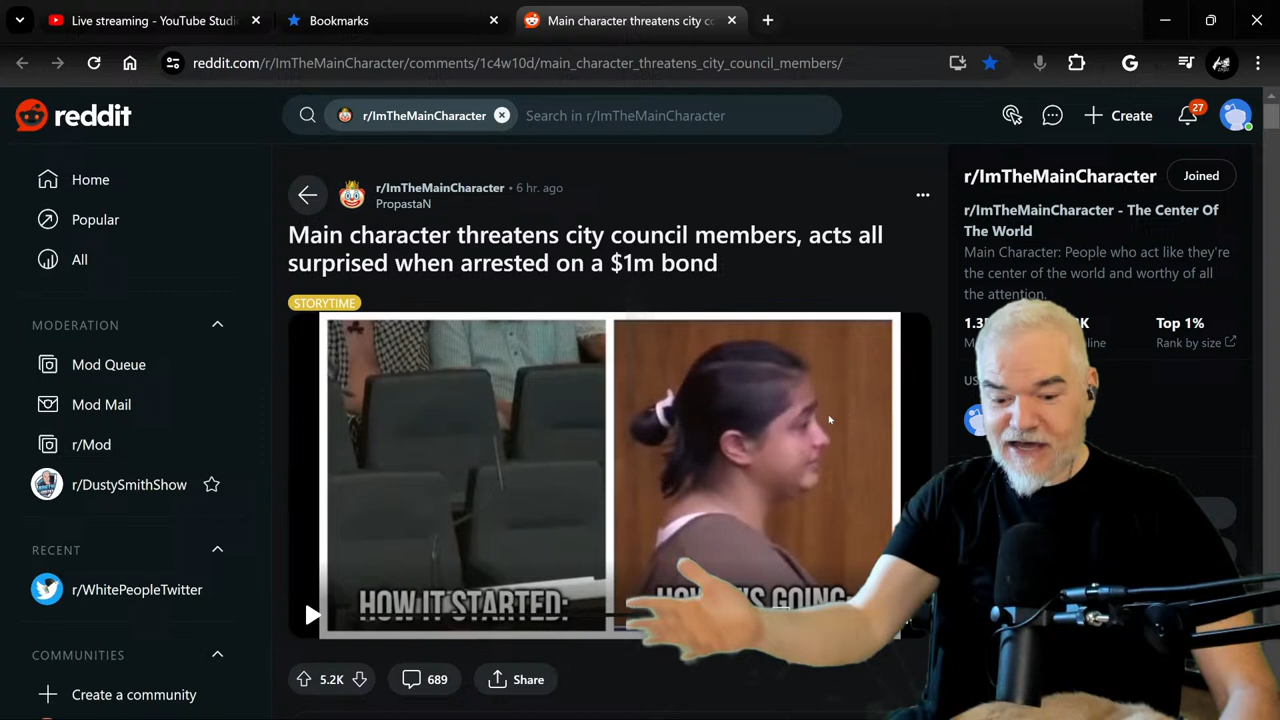 Live streaming - YouTube Studi
Bookmarks
Main character threatens city co
reddit.com/r/ImTheMainCharacter/comments/1c4w10d/main_character_threatens_city_council_members/
reddit
r/ImTheMainCharacter
Search in r/ImTheMainCharacter
Create
27
Home
Popular
All
MODERATION
Mod Queue
Mod Mail
r/Mod
r/DustySmithShow
RECENT
r/WhitePeopleTwitter
COMMUNITIES
Create a community
r/ImTheMainCharacter • 6 hr. ago
PropastaN
Main character threatens city council members, acts all
surprised when arrested on a $1m bond
STORYTIME
HOW IT STARTED:
GOING:
5.2K
689
Share
r/ImTheMainCharacter
Joined
r/ImTheMainCharacter - The Center Of
The World
Main Character: People who act like they're
the center of the world and worthy of all
the attention.
Top 1%
Rank by size